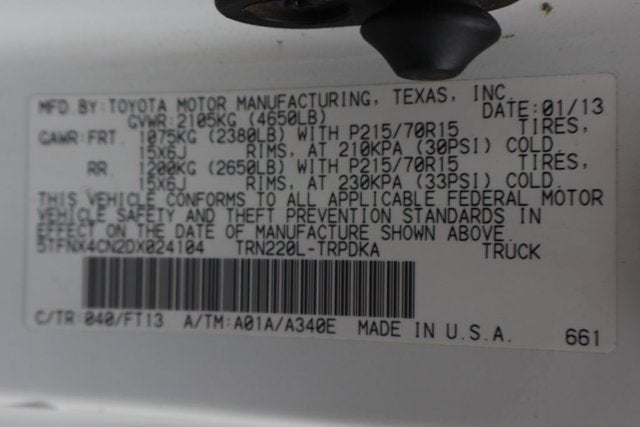 MFD BY: TOYOTA MOTOR MANUFACTURING, TEXAS, INC.
GVWR: 2105KG (4650LB) DATE: 01/13
GAWR: FRT. 1075KG (2380LB) WITH P215/70R15 TIRES,
15X6J RIMS, AT 210KPA (30PSI) COLD.
RR. 1200KG (2650LB) WITH P215/70R15 TIRES,
15X6J RIMS, AT 230KPA (33PSI) COLD.
THIS VEHICLE CONFORMS TO ALL APPLICABLE FEDERAL MOTOR
VEHICLE SAFETY AND THEFT PREVENTION STANDARDS IN
EFFECT ON THE DATE OF MANUFACTURE SHOWN ABOVE.
5TFNX4CN2DX024104 TRN220L-TRPDKA TRUCK
C/TR: 040/FT13 A/TM: A01A/A340E MADE IN U.S.A. 661